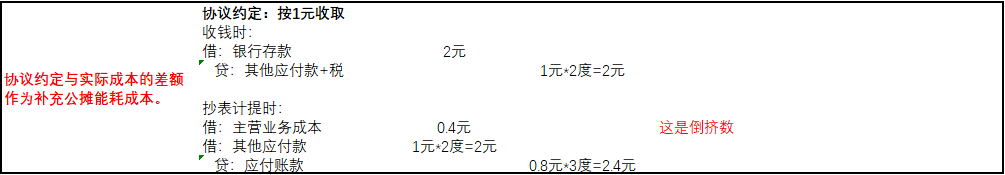 协议约定与实际成本的差额
作为补充公摊能耗成本。
协议约定：按1元收取
收钱时：
借：银行存款 2元
贷：其他应付款+税 1元*2度=2元
抄表计提时：
借：主营业务成本 0.4元 这是倒挤数
借：其他应付款 1元*2度=2元
贷：应付账款 0.8元*3度=2.4元